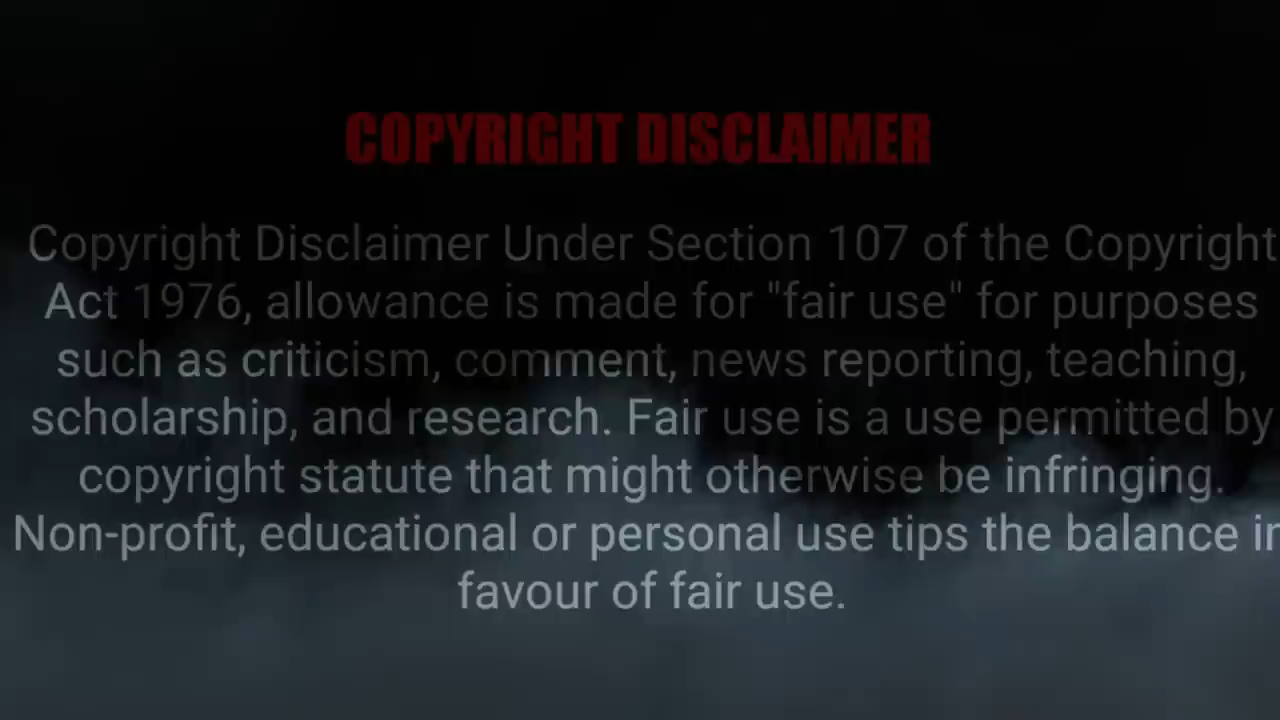 COPYRIGHT DISCLAIMER
Copyright Disclaimer Under Section 107 of the Copyright
Act 1976, allowance is made for "fair use" for purposes
such as criticism, comment, news reporting, teaching,
scholarship, and research. Fair use is a use permitted by
copyright statute that might otherwise be infringing.
Non-profit, educational or personal use tips the balance in
favour of fair use.